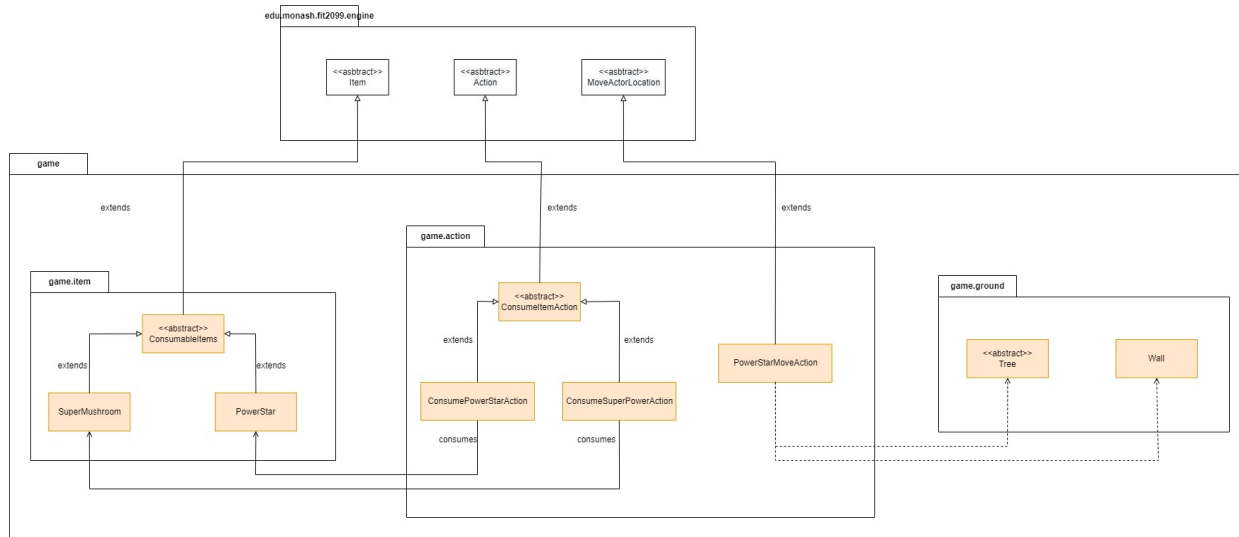 edu.monash.fit2099.engine
<<asbtract>>
Item
<<asbtract>>
Action
<<asbtract>>
MoveActorLocation
game
extends
extends
extends
game.action
game.item
game.ground
<<abstract>>
ConsumeItemAction
<<abstract>>
ConsumableItems
extends
extends
extends
extends
PowerStarMoveAction
<<abstract>>
Tree
Wall
SuperMushroom
PowerStar
ConsumePowerStarAction
ConsumeSuperPowerAction
consumes
consumes